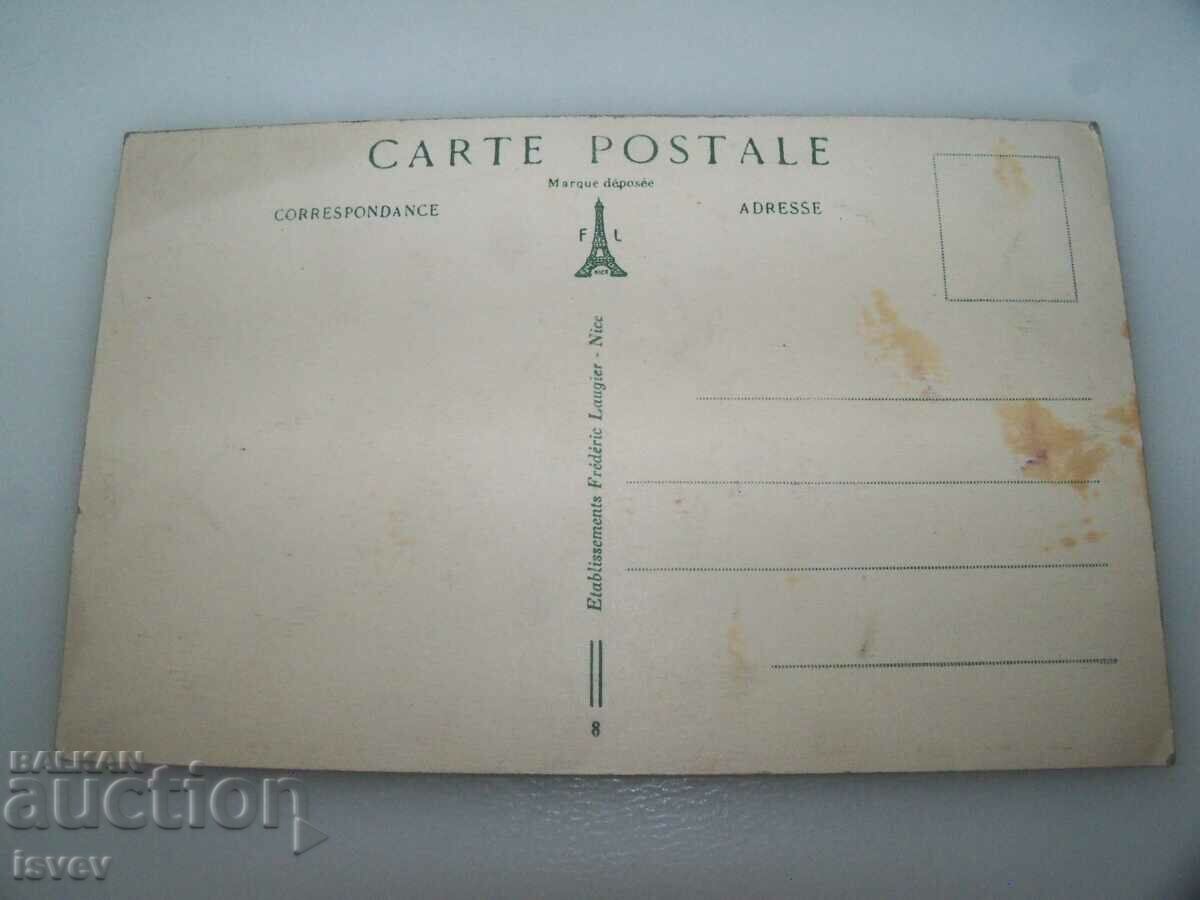 CARTE POSTALE
Marque déposée
CORRESPONDANCE
ADRESSE
F L
NICE
Etablissements Frédéric Laugier - Nice
8
BALKAN
auction
isvev